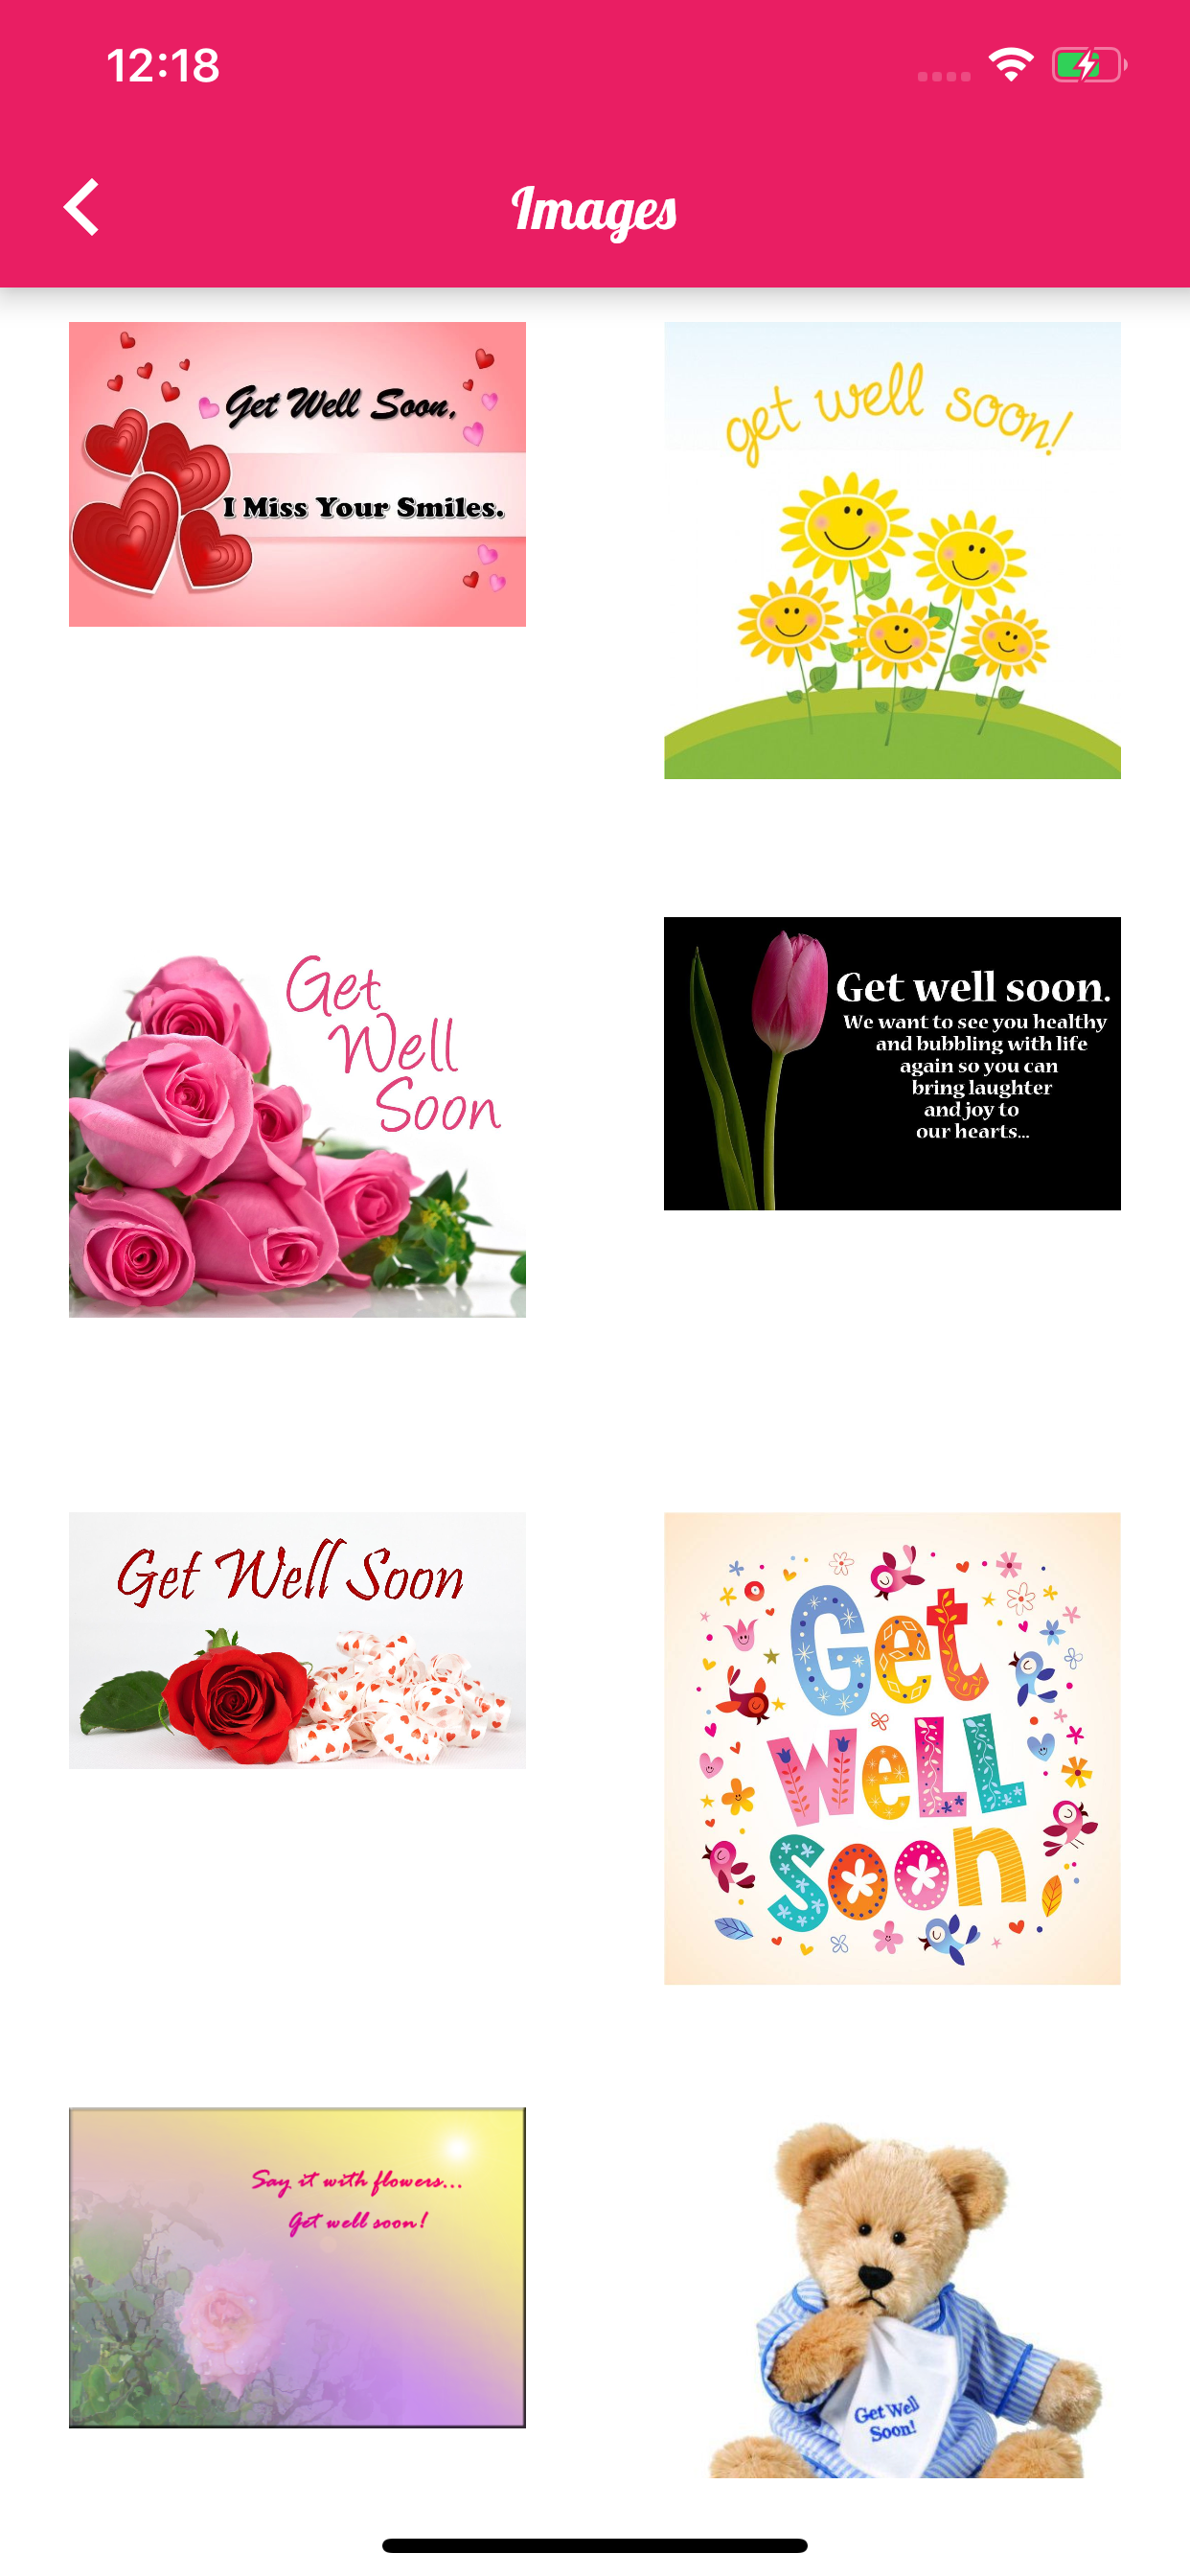 12:18
Images
Get Well Soon,
I Miss Your Smiles.
get well soon!
Get
Well
Soon
Get well soon.
We want to see you healthy
and bubbling with life
again so you can
bring laughter
and joy to
our hearts...
Get Well Soon
Get
Well
Soon
Say it with flowers...
Get well soon!
Get Well
Soon!